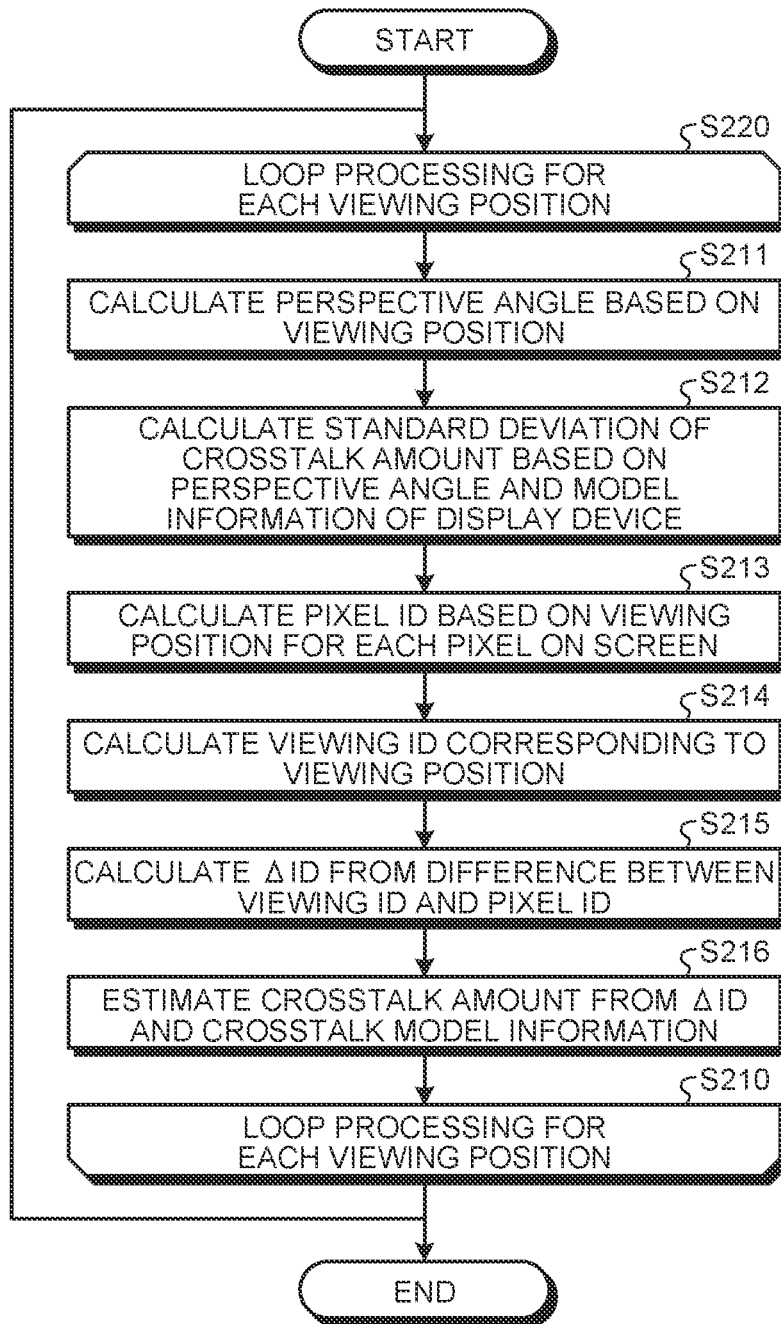 START
S220
LOOP PROCESSING FOR
EACH VIEWING POSITION
S211
CALCULATE PERSPECTIVE ANGLE BASED ON
VIEWING POSITION
S212
CALCULATE STANDARD DEVIATION OF
CROSSTALK AMOUNT BASED ON
PERSPECTIVE ANGLE AND MODEL
INFORMATION OF DISPLAY DEVICE
S213
CALCULATE PIXEL ID BASED ON VIEWING
POSITION FOR EACH PIXEL ON SCREEN
S214
CALCULATE VIEWING ID CORRESPONDING TO
VIEWING POSITION
S215
CALCULATE Δ ID FROM DIFFERENCE BETWEEN
VIEWING ID AND PIXEL ID
S216
ESTIMATE CROSSTALK AMOUNT FROM Δ ID
AND CROSSTALK MODEL INFORMATION
S210
LOOP PROCESSING FOR
EACH VIEWING POSITION
END